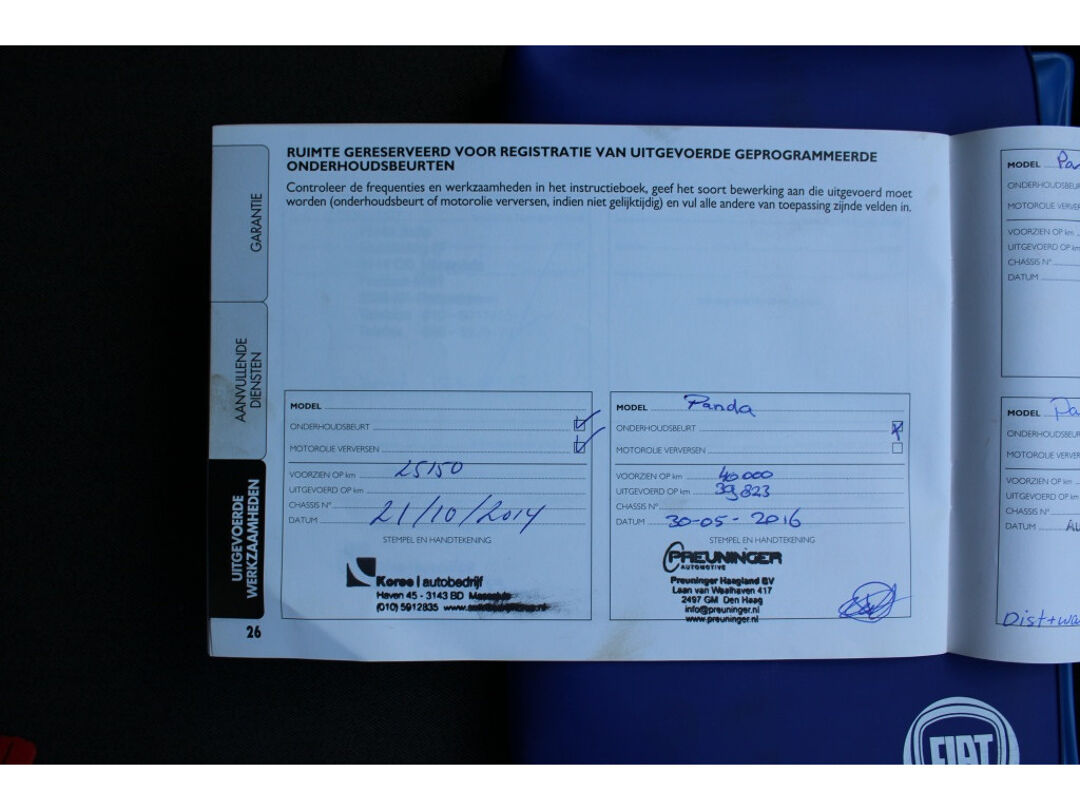 RUIMTE GERESERVEERD VOOR REGISTRATIE VAN UITGEVOERDE GEPROGRAMMEERDE
ONDERHOUDSBEURTEN
Controleer de frequenties en werkzaamheden in het instructieboek, geef het soort bewerking aan die uitgevoerd moet
worden (onderhoudsbeurt of motorolie verversen, indien niet gelijktijdig) en vul alle andere van toepassing zijnde velden in.
GARANTIE
AANVULLENDE
DIENSTEN
UITGEVOERDE
WERKZAAMHEDEN
26
MODEL
ONDERHOUDSBEURT
MOTOROLIE VERVERSEN
VOORZIEN OP km 25150
UITGEVOERD OP km
CHASSIS N°
DATUM 21/10/2014
STEMPEL EN HANDTEKENING
Koree | autobedrijf
Haven 45 - 3143 BD
(010) 5912835 www.
MODEL Panda
ONDERHOUDSBEURT
MOTOROLIE VERVERSEN
VOORZIEN OP km 40.000
UITGEVOERD OP km 39,823
CHASSIS N°
DATUM 30-05-2016
STEMPEL EN HANDTEKENING
PREUNINGER
AUTOMOTIVE
Preuninger Haagland BV
Laan van Waalhaven 417
2497 GM Den Haag
info@preuninger.nl
www.preuninger.nl
MODEL
ONDERHOUDSBEUR
MOTOROLIE VERVERSE
VOORZIEN OP km
UITGEVOERD OP km
CHASSIS N°
DATUM
MODEL
ONDERHOUDSBEUR
MOTOROLIE VERVERSE
VOORZIEN OP km
UITGEVOERD OP km
CHASSIS N°
DATUM
FIAT